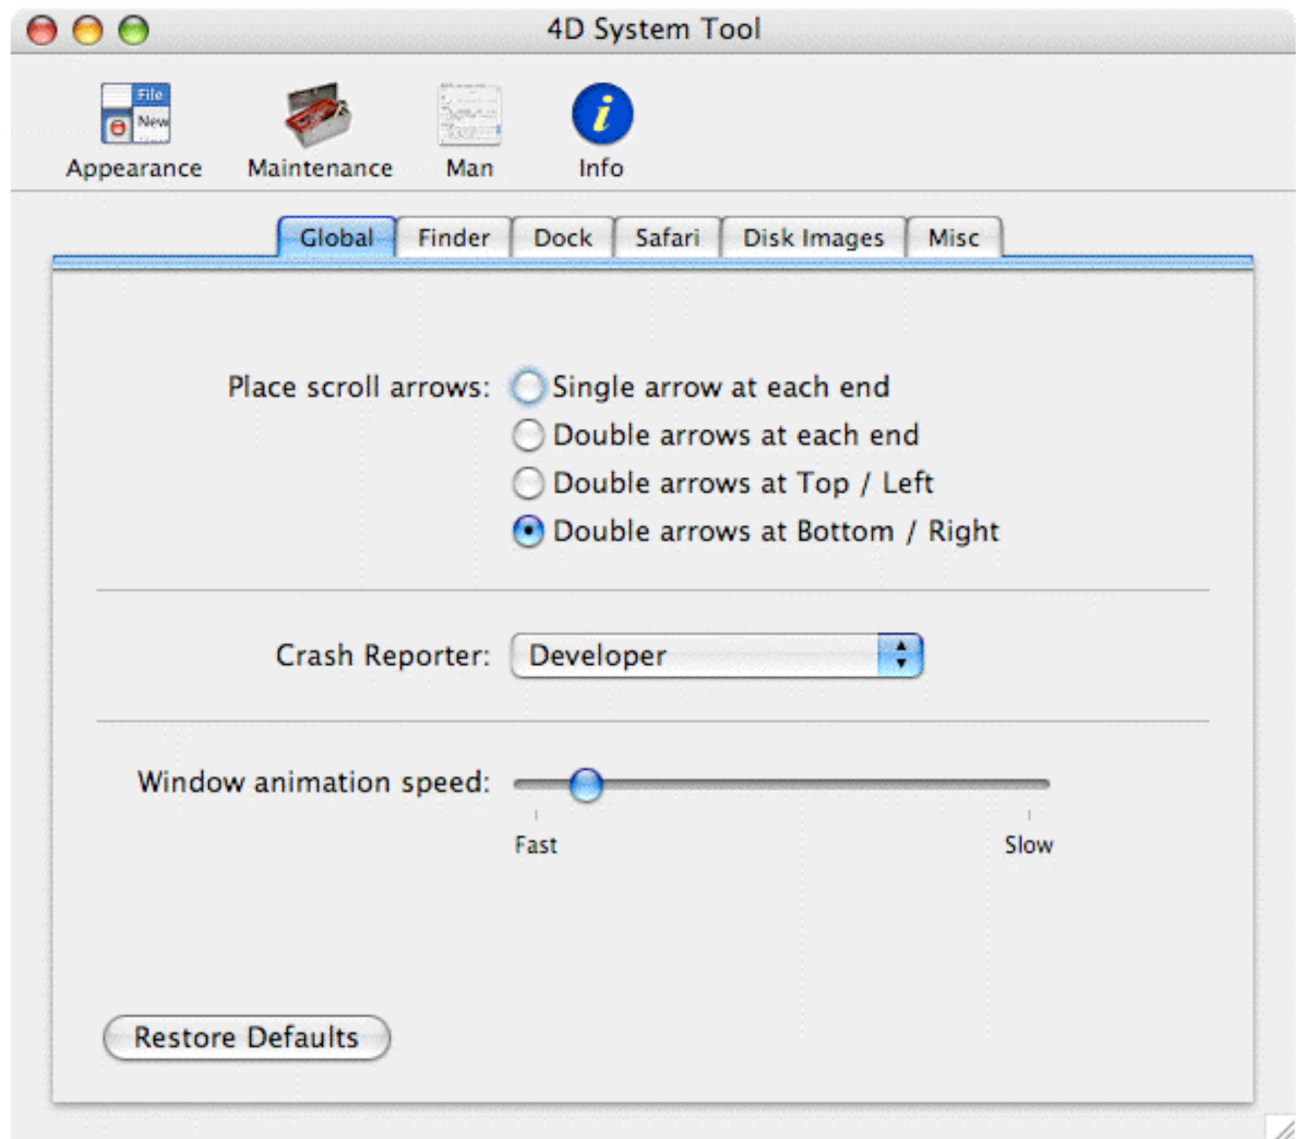 4D System Tool
File
New
Appearance Maintenance Man Info
Global Finder Dock Safari Disk Images Misc
Place scroll arrows: Single arrow at each end
Double arrows at each end
Double arrows at Top / Left
Double arrows at Bottom / Right
Crash Reporter: Developer
Window animation speed:
Fast Slow
Restore Defaults